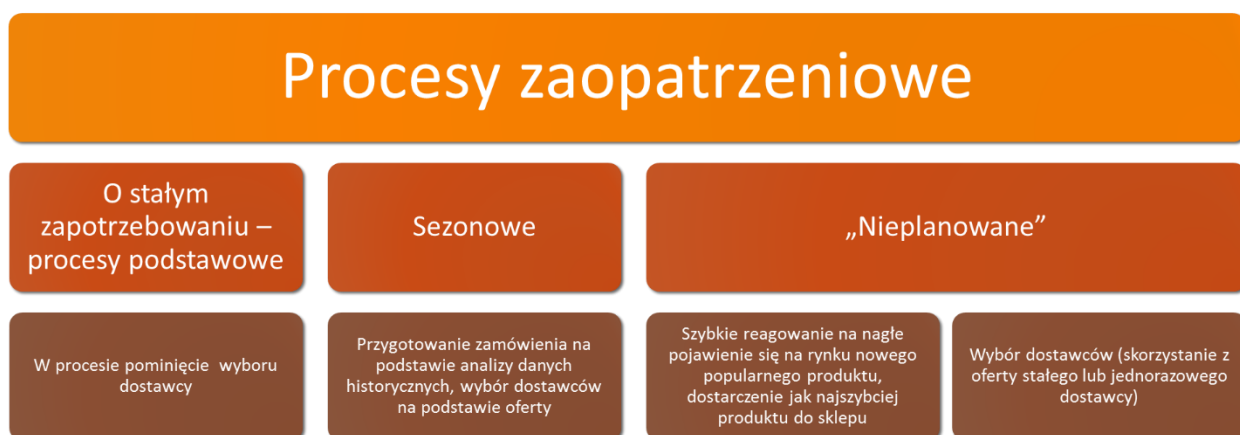 Procesy zaopatrzeniowe
O stałym
zapotrzebowaniu –
procesy podstawowe
Sezonowe
„Nieplanowane”
W procesie pominięcie wyboru
dostawcy
Przygotowanie zamówienia na
podstawie analizy danych
historycznych, wybór dostawców
na podstawie oferty
Szybkie reagowanie na nagłe
pojawienie się na rynku nowego
popularnego produktu,
dostarczenie jak najszybciej
produktu do sklepu
Wybór dostawców (skorzystanie z
oferty stałego lub jednorazowego
dostawcy)